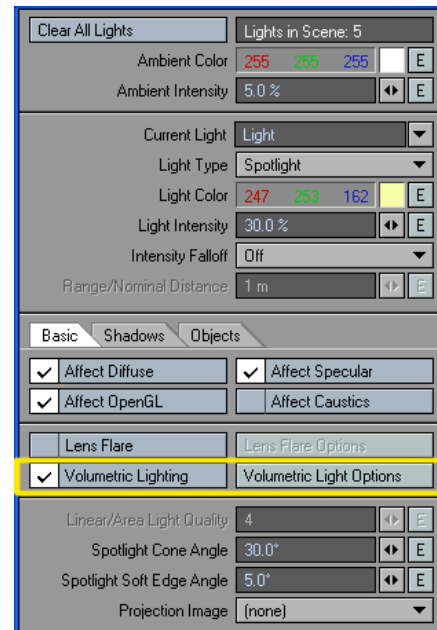 Clear All Lights Lights in Scene: 5
Ambient Color 255 255 255 E
Ambient Intensity 5.0 % E
Current Light Light
Light Type Spotlight
Light Color 247 253 162 E
Light Intensity 30.0 % E
Intensity Falloff Off
Range/Nominal Distance 1 m E
Basic Shadows Objects
Affect Diffuse Affect Specular
Affect OpenGL Affect Caustics
Lens Flare Lens Flare Options
Volumetric Lighting Volumetric Light Options
Linear/Area Light Quality 4 E
Spotlight Cone Angle 30.0° E
Spotlight Soft Edge Angle 5.0° E
Projection Image (none)